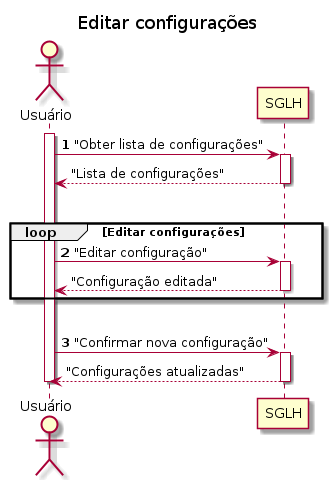 Editar configurações
Usuário
SGLH
1 "Obter lista de configurações"
"Lista de configurações"
loop [Editar configurações]
2 "Editar configuração"
"Configuração editada"
3 "Confirmar nova configuração"
"Configurações atualizadas"
Usuário
SGLH